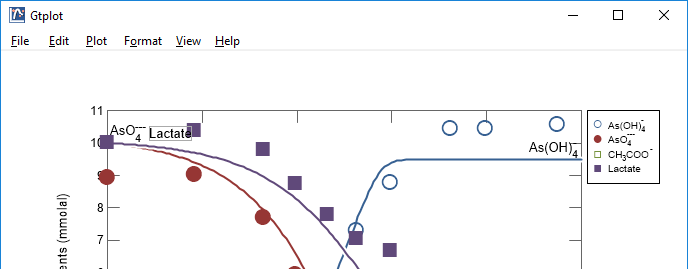 Gtplot
File Edit Plot Format View Help
11
10
9
8
7
6
ents (mmolal)
AsO₄---
Lactate
As(OH)₄-
As(OH)₄-
AsO₄---
CH₃COO-
Lactate